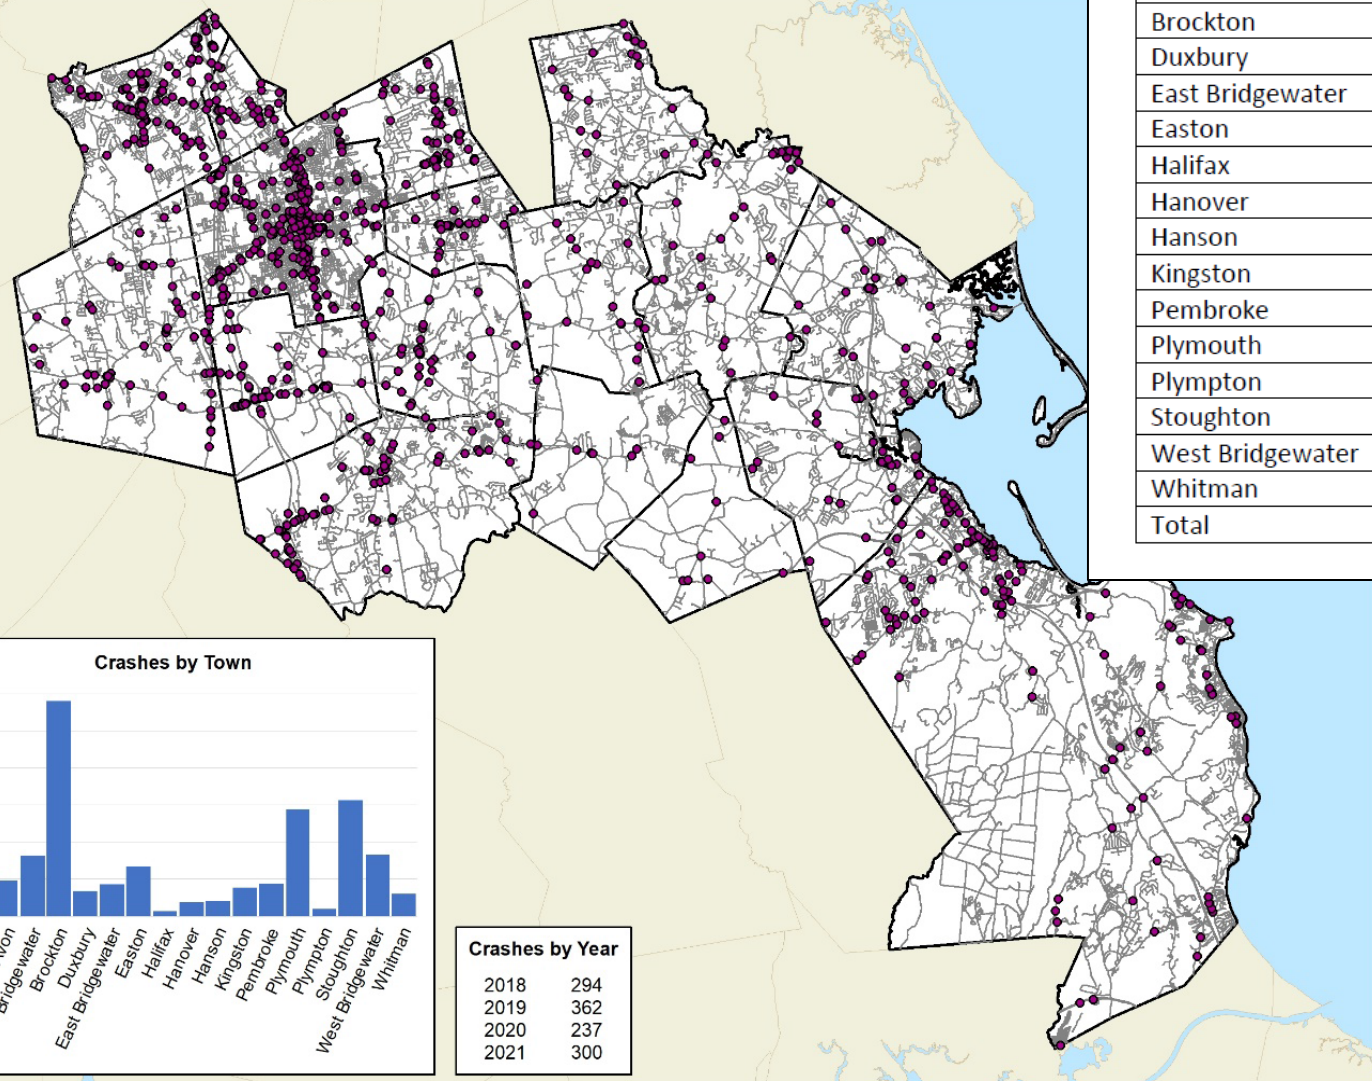 Brockton
Duxbury
East Bridgewater
Easton
Halifax
Hanover
Hanson
Kingston
Pembroke
Plymouth
Plympton
Stoughton
West Bridgewater
Whitman
Total
Crashes by Town
Bridgewater
Brockton
Duxbury
East Bridgewater
Easton
Halifax
Hanover
Hanson
Kingston
Pembroke
Plymouth
Plympton
Stoughton
West Bridgewater
Whitman
Crashes by Year
2018 294
2019 362
2020 237
2021 300